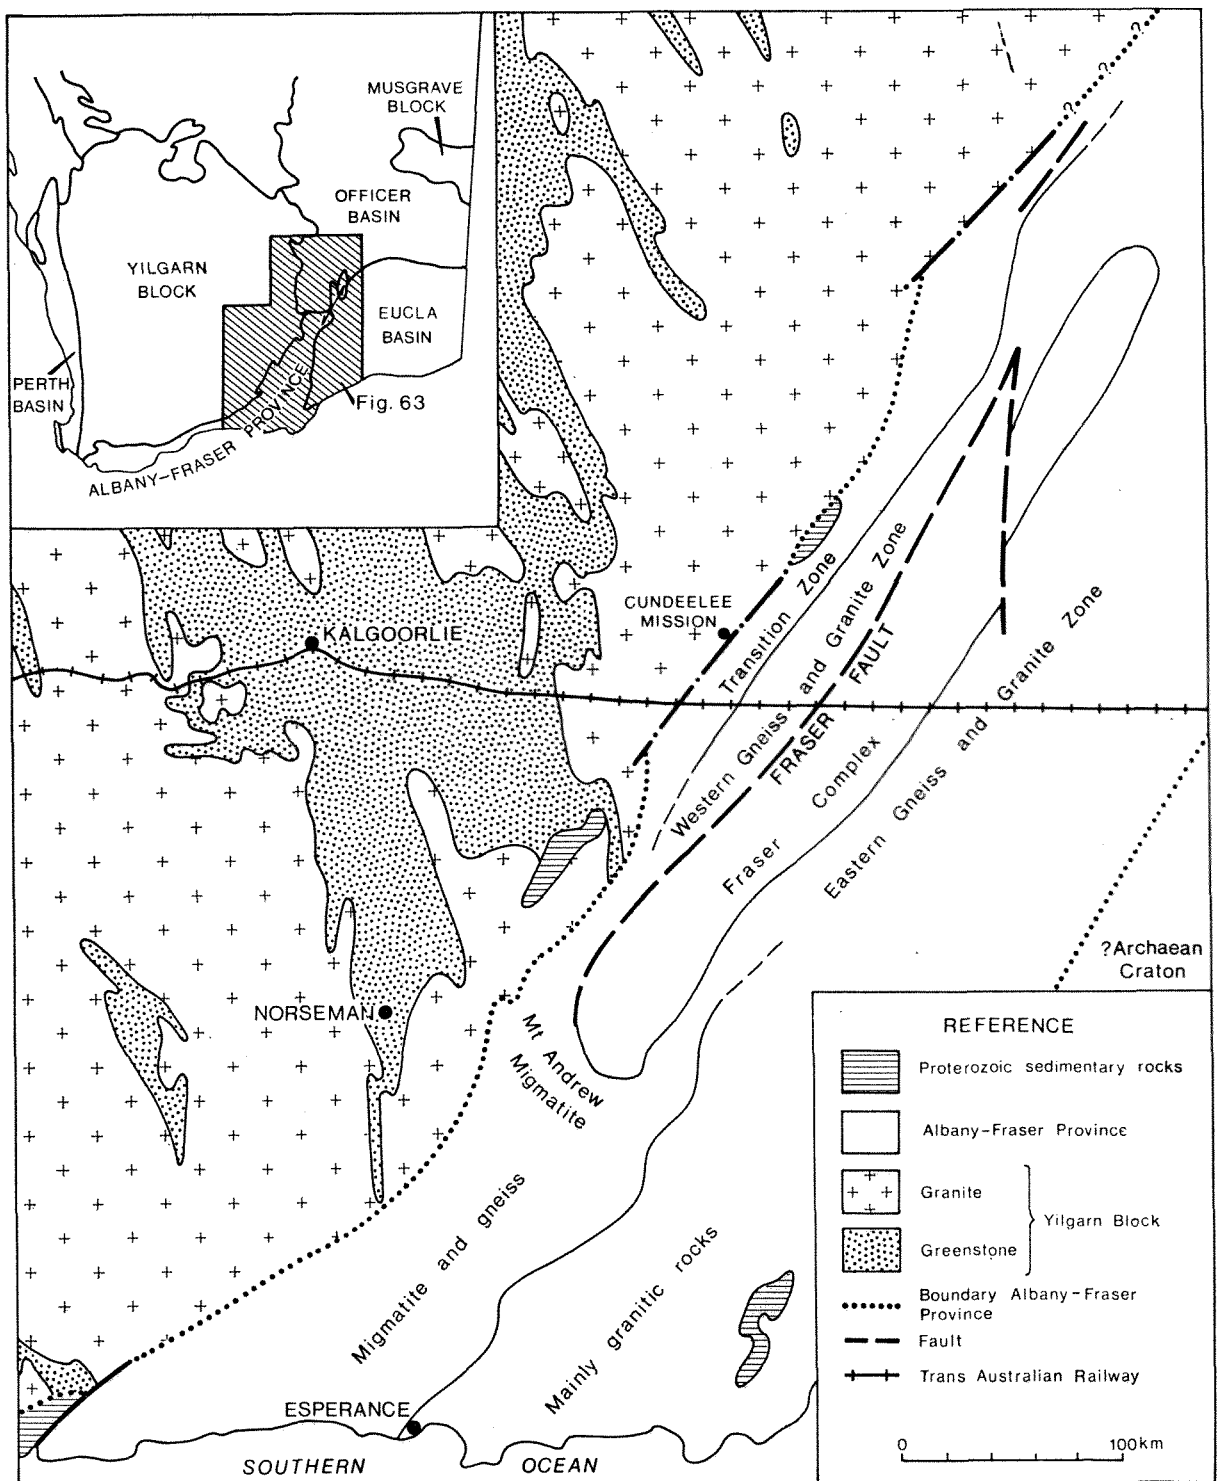 MUSGRAVE
BLOCK
OFFICER
BASIN
YILGARN
BLOCK
EUCLA
BASIN
PERTH
BASIN
Fig. 63
ALBANY-FRASER PROVINCE
?
?
?
CUNDEELEE
MISSION
KALGOORLIE
Transition Zone
Western Gneiss and Granite Zone
FRASER FAULT
Fraser Complex
Eastern Gneiss and Granite Zone
?Archaean
Craton
NORSEMAN
Mt Andrew
Migmatite
Migmatite and gneiss
Mainly granitic rocks
ESPERANCE
SOUTHERN OCEAN
REFERENCE
Proterozoic sedimentary rocks
Albany-Fraser Province
Granite
Yilgarn Block
Greenstone
Boundary Albany-Fraser
Province
Fault
Trans Australian Railway
0 100km